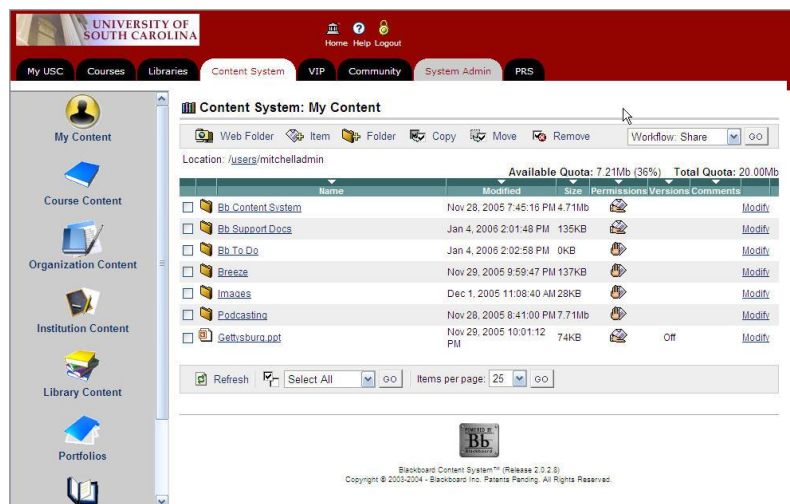 UNIVERSITY OF
SOUTH CAROLINA
Home Help Logout
My USC Courses Libraries Content System VIP Community System Admin PRS
Content System: My Content
My Content
Web Folder Item Folder Copy Move Remove Workflow: Share GO
Location: /users/mitchelladmin
Available Quota: 7.21Mb (36%) Total Quota: 20.00Mb
Name Modified Size Permissions Versions Comments
Course Content
Bb Content System Nov 28, 2005 7:45:16 PM 4.71Mb Modify
Bb Support Docs Jan 4, 2006 2:01:48 PM 135KB Modify
Bb To Do Jan 4, 2006 2:02:58 PM 0KB Modify
Organization Content
Breeze Nov 29, 2005 9:59:47 PM 137KB Modify
Images Dec 1, 2005 11:08:40 AM 28KB Modify
Podcasting Nov 28, 2005 8:41:00 PM 7.71Mb Modify
Institution Content
Gettysburg.ppt Nov 29, 2005 10:01:12 PM 74KB Off Modify
Refresh Select All GO Items per page: 25 GO
Library Content
POWERED BY
Bb
Blackboard
Portfolios
Blackboard Content System™ (Release 2.0.2.8)
Copyright © 2003-2004 - Blackboard Inc. Patents Pending. All Rights Reserved.